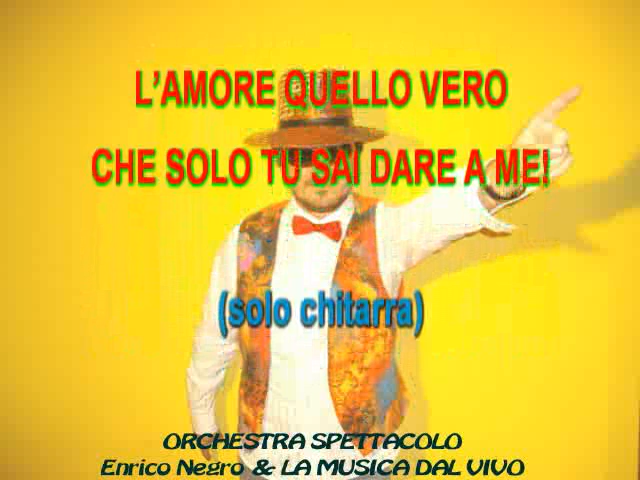 L'AMORE QUELLO VERO
CHE SOLO TU SAI DARE A ME!
(solo chitarra)
ORCHESTRA SPETTACOLO
Enrico Negro & LA MUSICA DAL VIVO